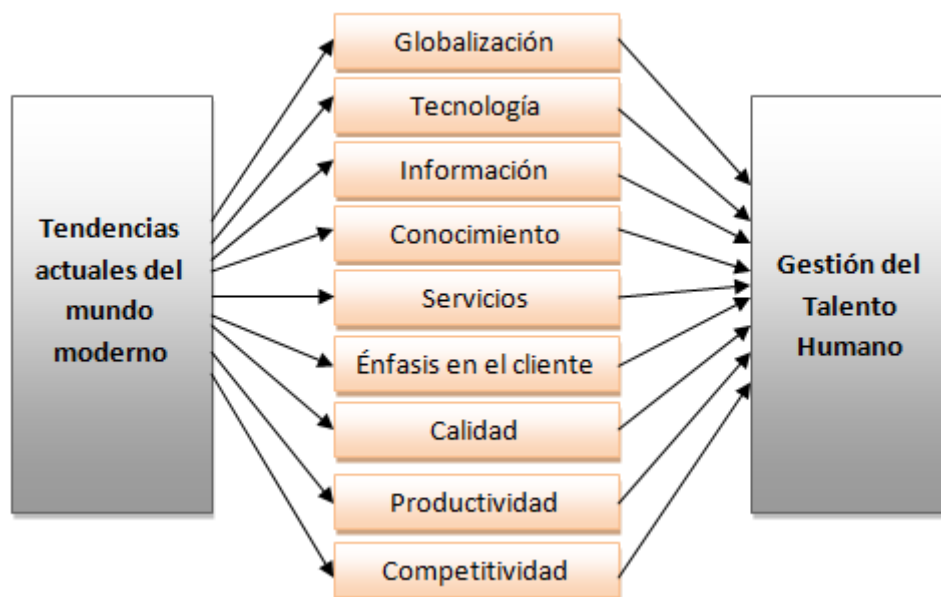 Tendencias
actuales del
mundo
moderno
Globalización
Tecnología
Información
Conocimiento
Servicios
Énfasis en el cliente
Calidad
Productividad
Competitividad
Gestión del
Talento
Humano